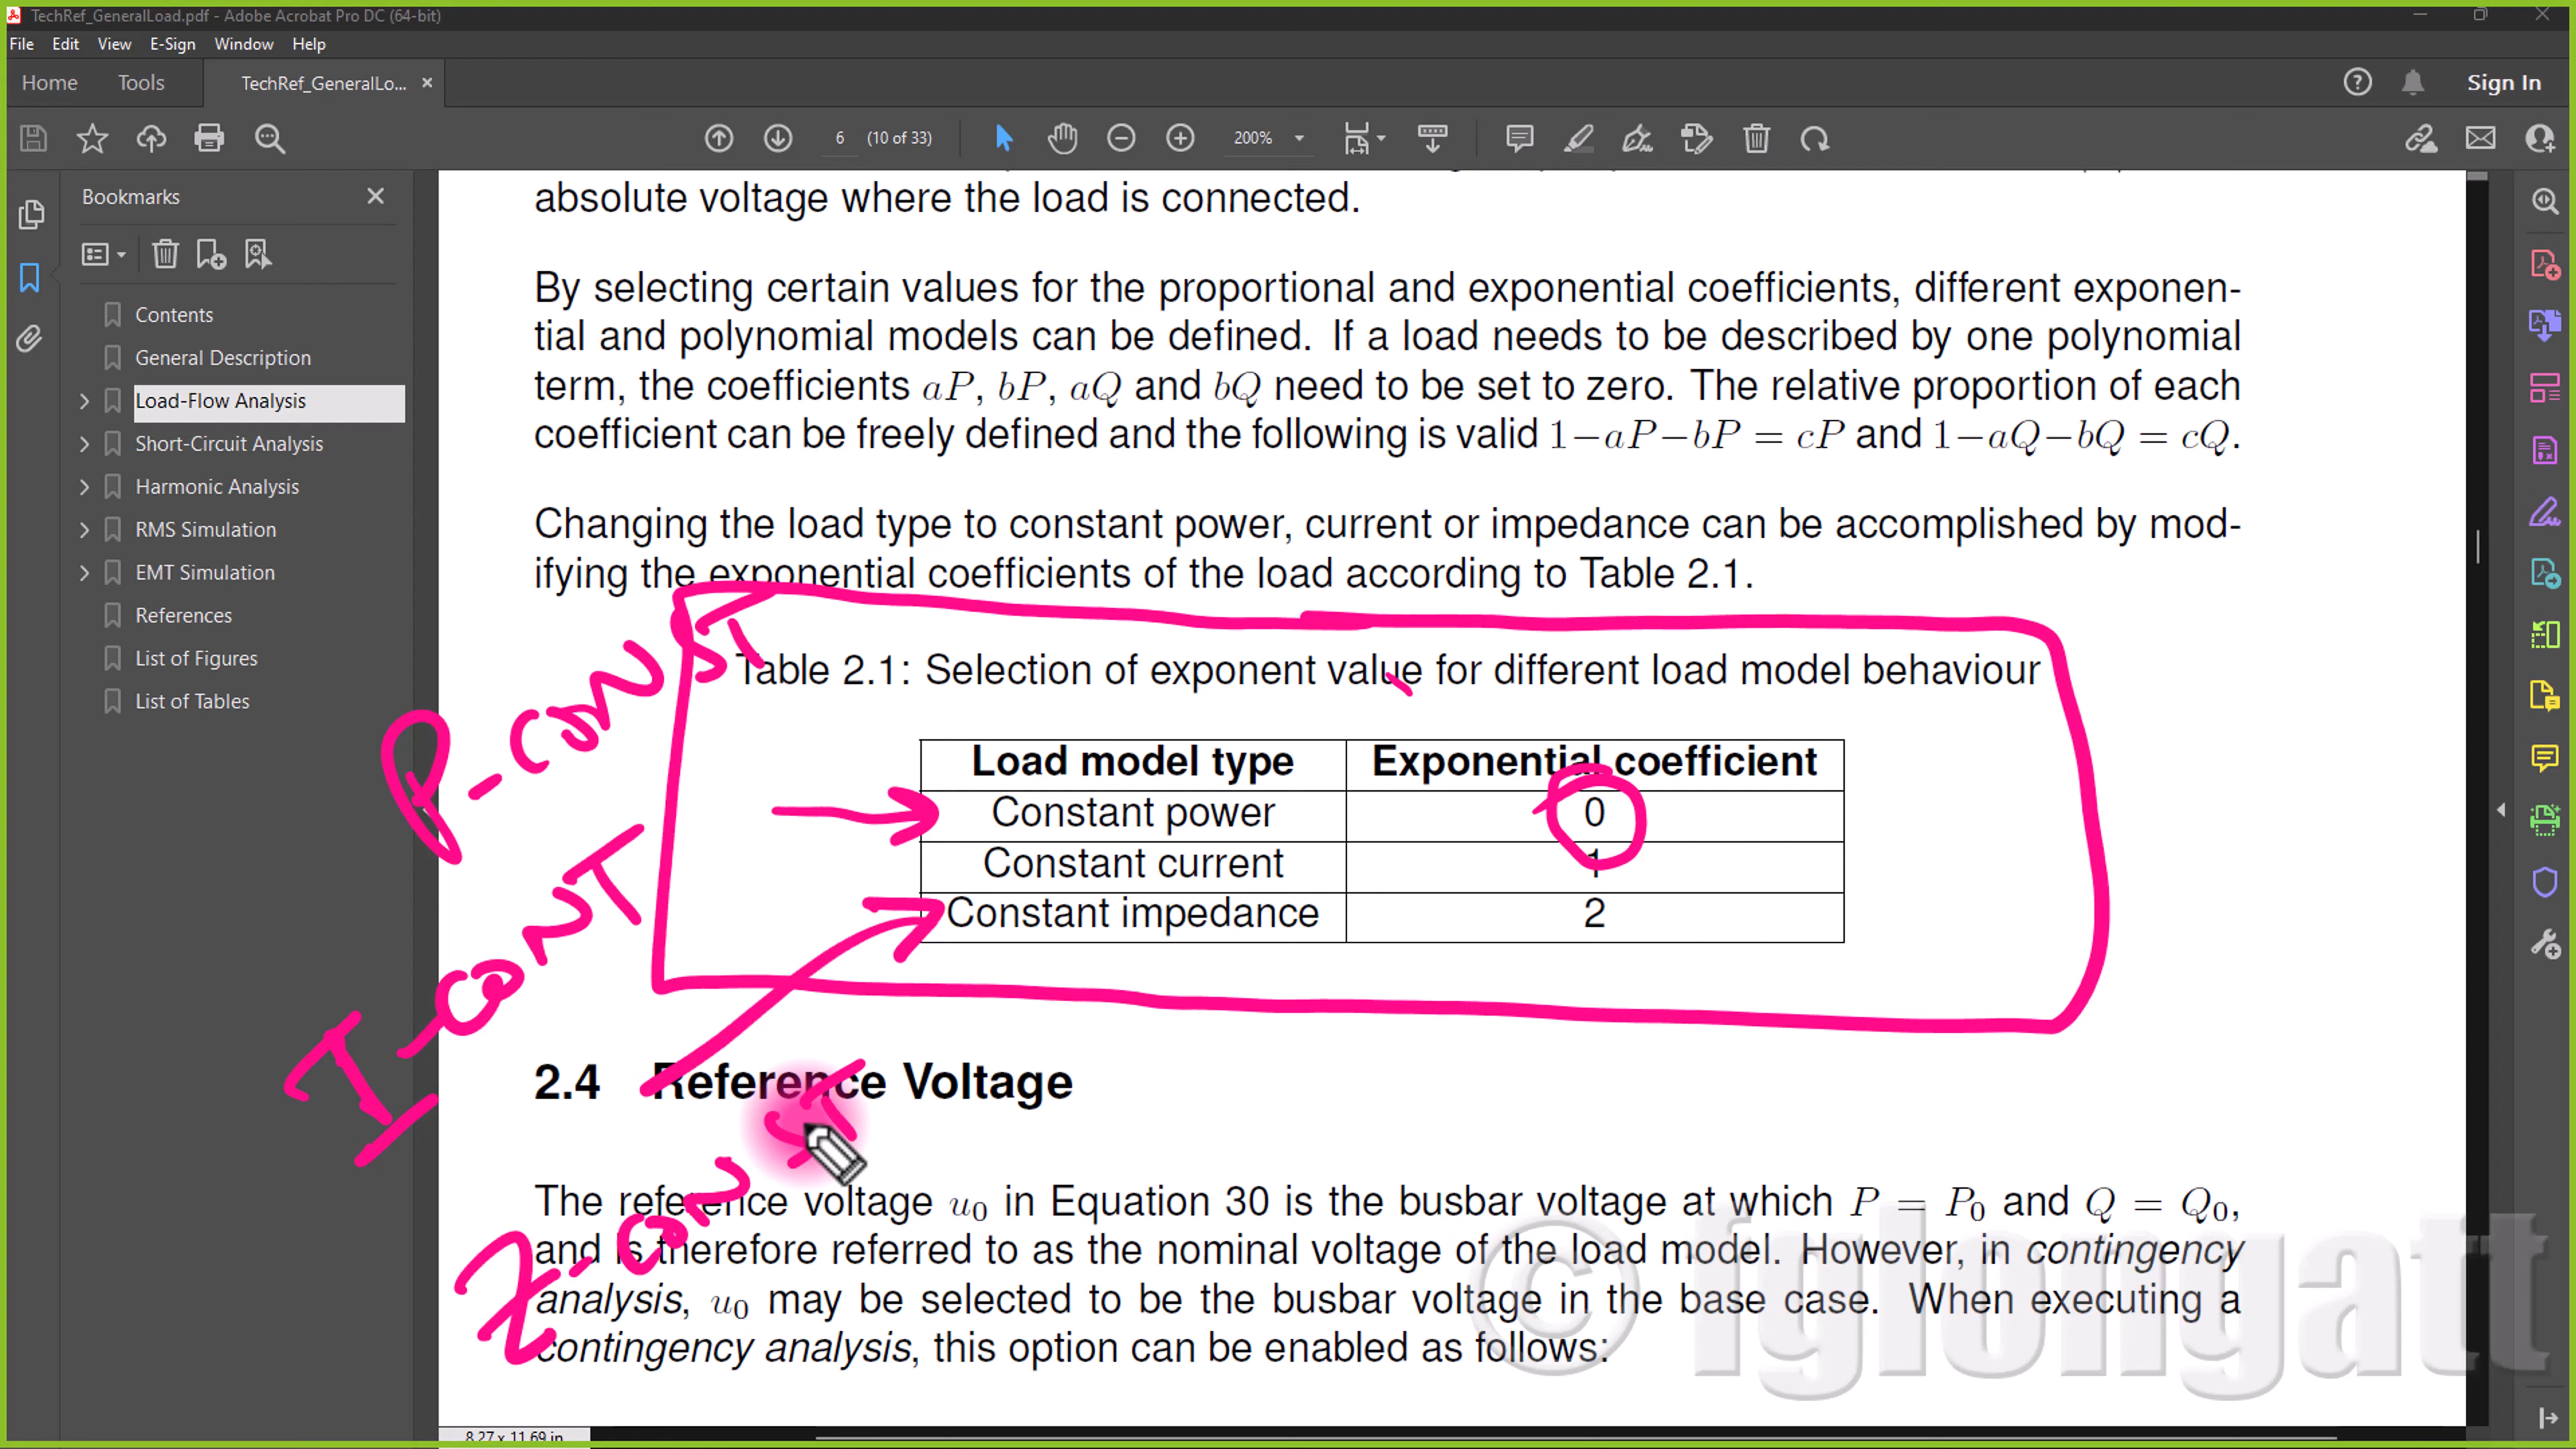 TechRef_GeneralLoad.pdf - Adobe Acrobat Pro DC (64-bit)
File Edit View E-Sign Window Help
Home Tools TechRef_GeneralLo... × Sign In
6 (10 of 33) 200%
Bookmarks
Contents
General Description
Load-Flow Analysis
Short-Circuit Analysis
Harmonic Analysis
RMS Simulation
EMT Simulation
References
List of Figures
List of Tables
absolute voltage where the load is connected.
By selecting certain values for the proportional and exponential coefficients, different exponen-
tial and polynomial models can be defined. If a load needs to be described by one polynomial
term, the coefficients aP, bP, aQ and bQ need to be set to zero. The relative proportion of each
coefficient can be freely defined and the following is valid 1−aP−bP = cP and 1−aQ−bQ = cQ.
Changing the load type to constant power, current or impedance can be accomplished by mod-
ifying the exponential coefficients of the load according to Table 2.1.
Table 2.1: Selection of exponent value for different load model behaviour
Load model type Exponential coefficient
Constant power 0
Constant current 1
Constant impedance 2
P-CONST
I-CONT
Z-CONST
2.4 Reference Voltage
The reference voltage u0 in Equation 30 is the busbar voltage at which P = P0 and Q = Q0,
and is therefore referred to as the nominal voltage of the load model. However, in contingency
analysis, u0 may be selected to be the busbar voltage in the base case. When executing a
contingency analysis, this option can be enabled as follows:
© fglongatt
8.27 x 11.69 in